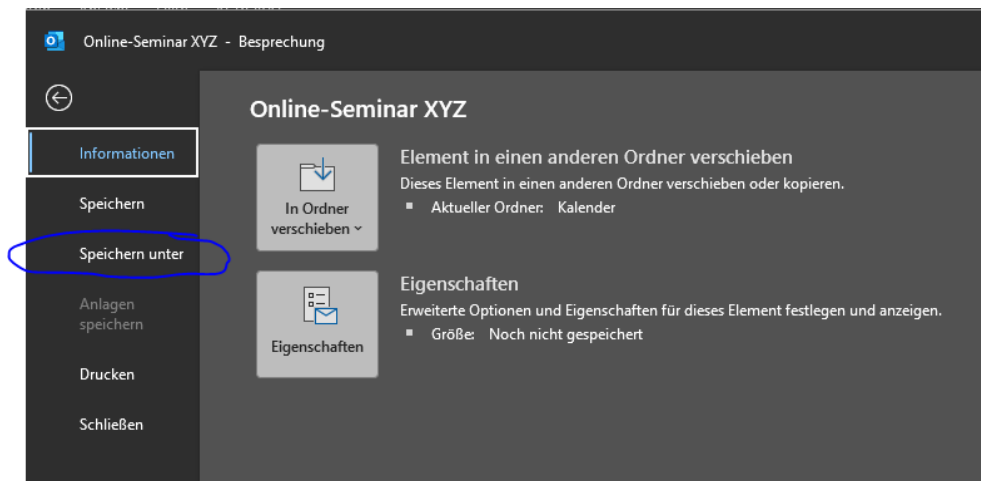 Online-Seminar XYZ - Besprechung
Online-Seminar XYZ
Informationen
Speichern
Speichern unter
Anlagen
speichern
Drucken
Schließen
In Ordner
verschieben
Element in einen anderen Ordner verschieben
Dieses Element in einen anderen Ordner verschieben oder kopieren.
Aktueller Ordner: Kalender
Eigenschaften
Eigenschaften
Erweiterte Optionen und Eigenschaften für dieses Element festlegen und anzeigen.
Größe: Noch nicht gespeichert